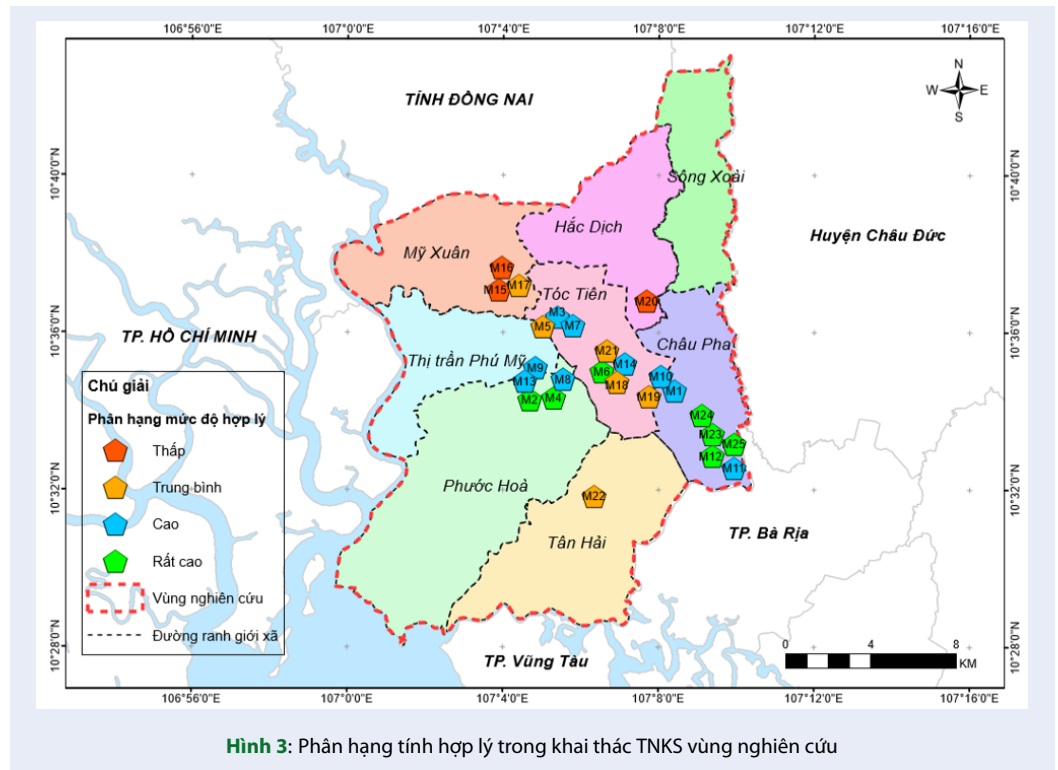 106°56'0"E 107°0'0"E 107°4'0"E 107°8'0"E 107°12'0"E 107°16'0"E
N
W E
S
TỈNH ĐỒNG NAI
10°40'0"N 10°40'0"N
Sông Xoài
Hắc Dịch
Huyện Châu Đức
Mỹ Xuân
M16
M17
M15
Tóc Tiên
M20
M3
M5 M7
10°36'0"N 10°36'0"N
TP. HỒ CHÍ MINH
Châu Pha
Thị trấn Phú Mỹ
M21
M9 M14
M6
M13 M8 M18 M10
M1
M2 M4 M19
M24
M23
M25
M12
M11
Chú giải
Phân hạng mức độ hợp lý
Thấp
Trung bình
Cao
Rất cao
Vùng nghiên cứu
Đường ranh giới xã
10°32'0"N 10°32'0"N
Phước Hoà
M22
Tân Hải
TP. Bà Rịa
TP. Vũng Tàu
0 4 8
KM
10°28'0"N 10°28'0"N
106°56'0"E 107°0'0"E 107°4'0"E 107°8'0"E 107°12'0"E 107°16'0"E
Hình 3: Phân hạng tính hợp lý trong khai thác TNKS vùng nghiên cứu